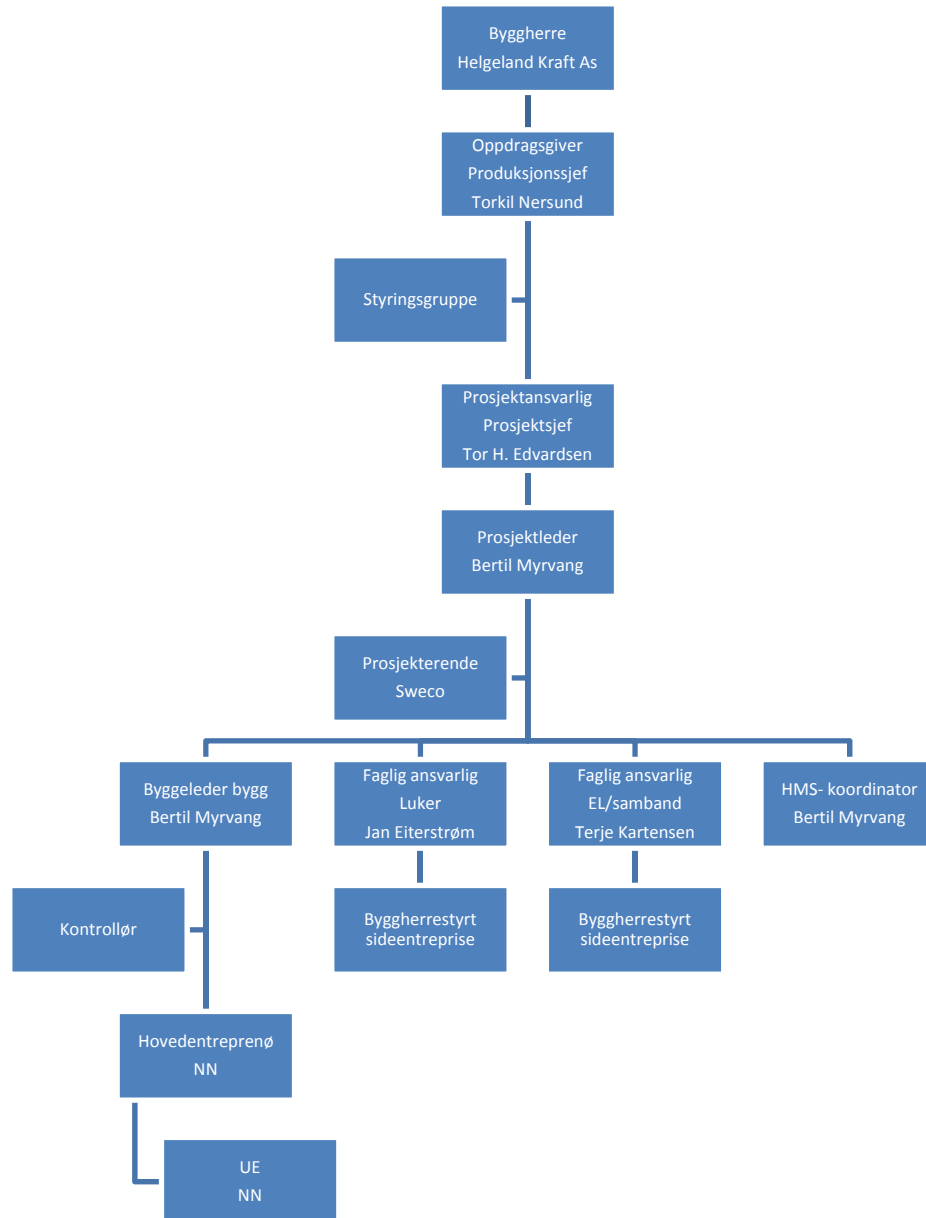 Byggherre
Helgeland Kraft As
Oppdragsgiver
Produksjonssjef
Torkil Nersund
Styringsgruppe
Prosjektansvarlig
Prosjektsjef
Tor H. Edvardsen
Prosjektleder
Bertil Myrvang
Prosjekterende
Sweco
Byggeleder bygg
Bertil Myrvang
Faglig ansvarlig
Luker
Jan Eiterstrøm
Faglig ansvarlig
EL/samband
Terje Kartensen
HMS- koordinator
Bertil Myrvang
Kontrollør
Byggherrestyrt
sideentreprise
Byggherrestyrt
sideentreprise
Hovedentreprenø
NN
UE
NN